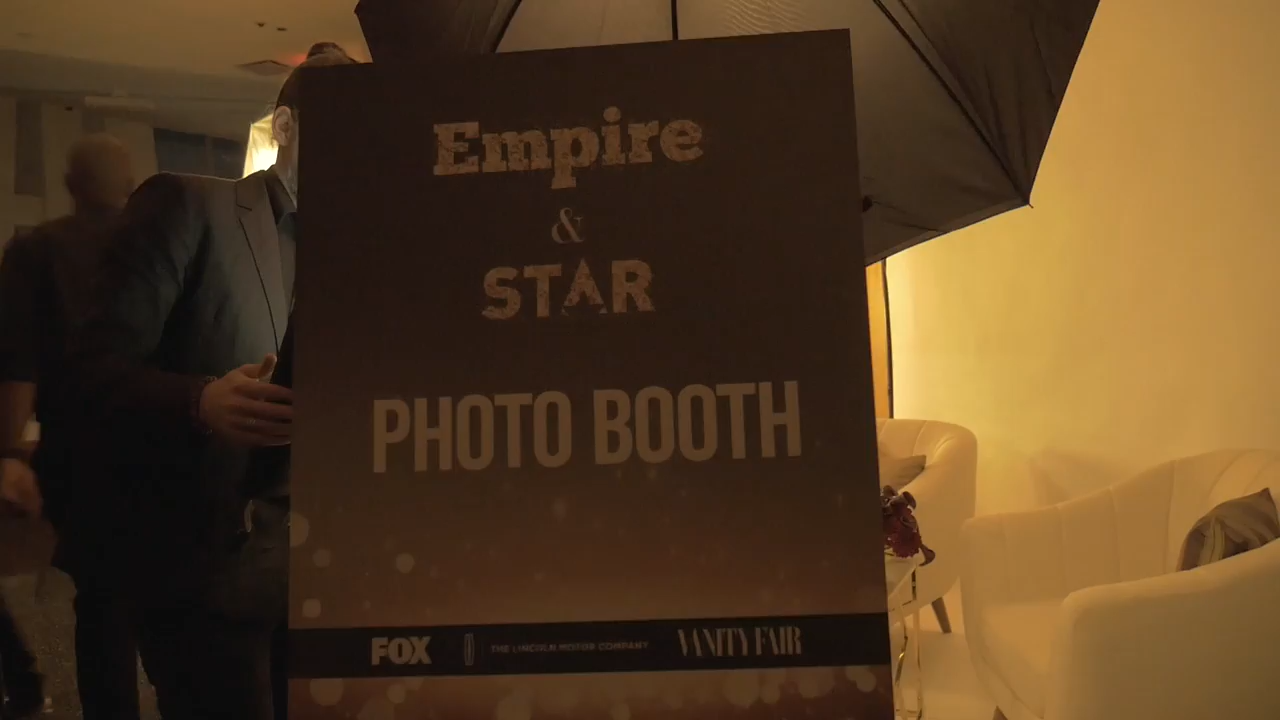 Empire
&
STAR
PHOTO BOOTH
FOX THE LINCOLN MOTOR COMPANY VANITY FAIR